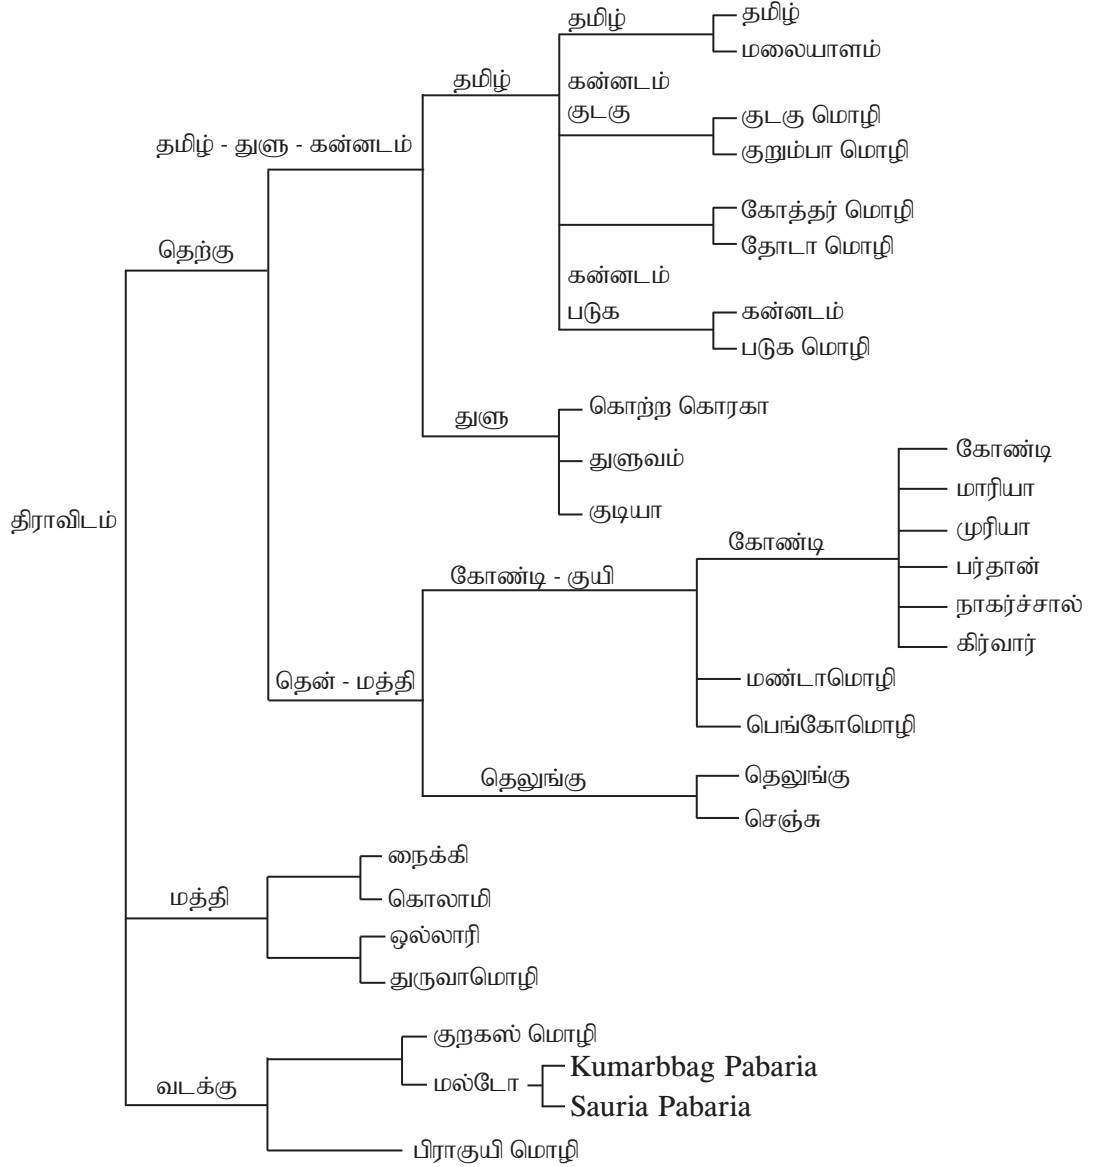 தமிழ்
தமிழ்
மலையாளம்
தமிழ்
கன்னடம்
குடகு
குடகு மொழி
குறும்பா மொழி
தமிழ் - துளு - கன்னடம்
கோத்தர் மொழி
தோடா மொழி
தெற்கு
கன்னடம்
படுக
கன்னடம்
படுக மொழி
துளு
கொற்ற கொரகா
துளுவம்
குடியா
திராவிடம்
கோண்டி
கோண்டி
மாரியா
முரியா
பர்தான்
நாகர்ச்சால்
கிர்வார்
கோண்டி - குயி
தென் - மத்தி
மண்டாமொழி
பெங்கோமொழி
தெலுங்கு
தெலுங்கு
செஞ்சு
நைக்கி
மத்தி
கொலாமி
ஒல்லாரி
துருவாமொழி
குறகஸ் மொழி
வடக்கு
மல்டோ
Kumarbbag Pabaria
Sauria Pabaria
பிராகுயி மொழி